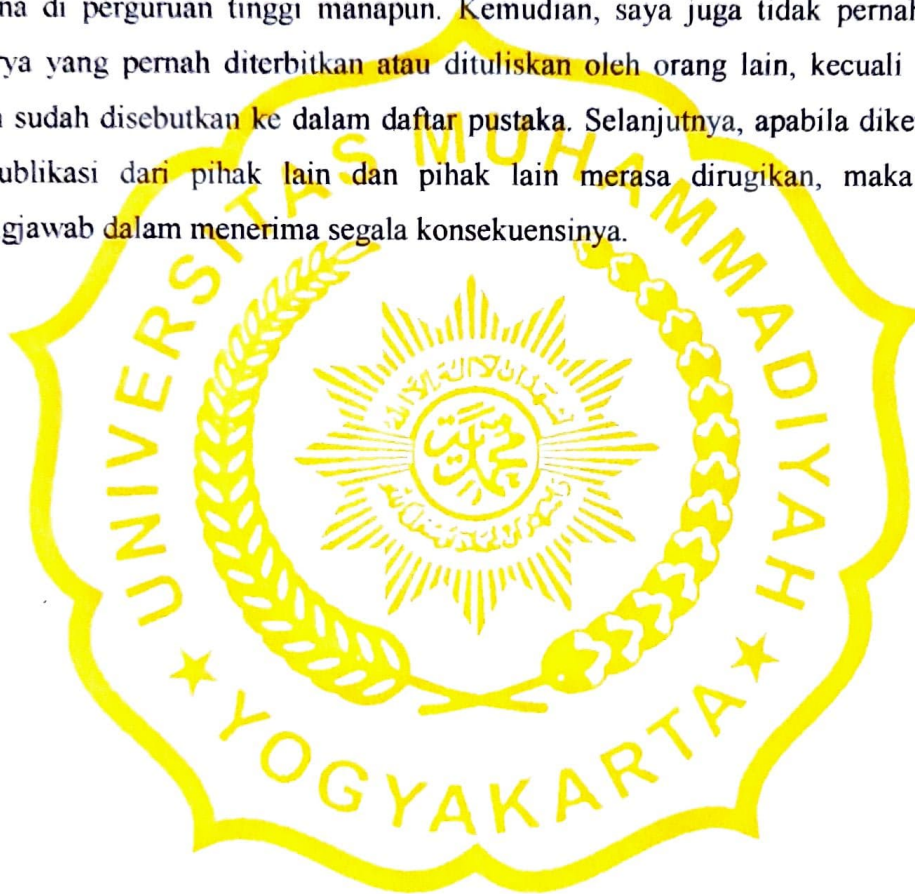 na di perguruan tinggi manapun. Kemudian, saya juga tidak pernah
ya yang pernah diterbitkan atau dituliskan oleh orang lain, kecuali
sudah disebutkan ke dalam daftar pustaka. Selanjutnya, apabila dike
ublikasi dari pihak lain dan pihak lain merasa dirugikan, maka
gjawab dalam menerima segala konsekuensinya.
UNIVERSITAS MUHAMMADIYAH
YOGYAKARTA